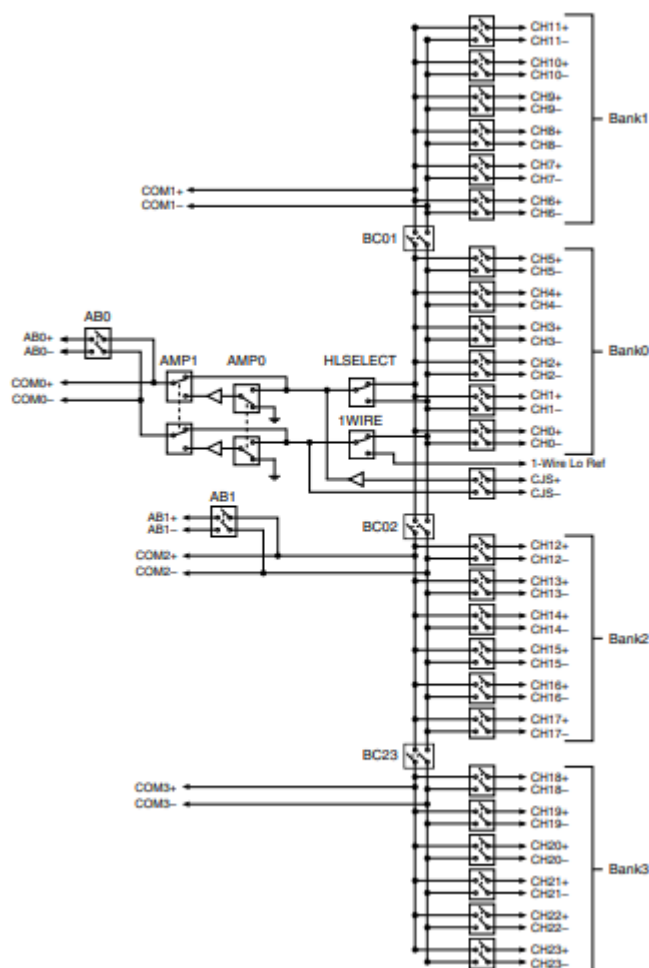 CH11+
CH11–
CH10+
CH10–
CH9+
CH9–
CH8+
CH8–
CH7+
CH7–
CH6+
CH6–
Bank1
COM1+
COM1–
BC01
CH5+
CH5–
CH4+
CH4–
CH3+
CH3–
CH2+
CH2–
CH1+
CH1–
CH0+
CH0–
Bank0
AB0
AB0+
AB0–
COM0+
COM0–
AMP1
AMP0
HLSELECT
1WIRE
1-Wire Lo Ref
CJS+
CJS–
AB1
AB1+
AB1–
BC02
COM2+
COM2–
CH12+
CH12–
CH13+
CH13–
CH14+
CH14–
CH15+
CH15–
CH16+
CH16–
CH17+
CH17–
Bank2
BC23
COM3+
COM3–
CH18+
CH18–
CH19+
CH19–
CH20+
CH20–
CH21+
CH21–
CH22+
CH22–
CH23+
CH23–
Bank3